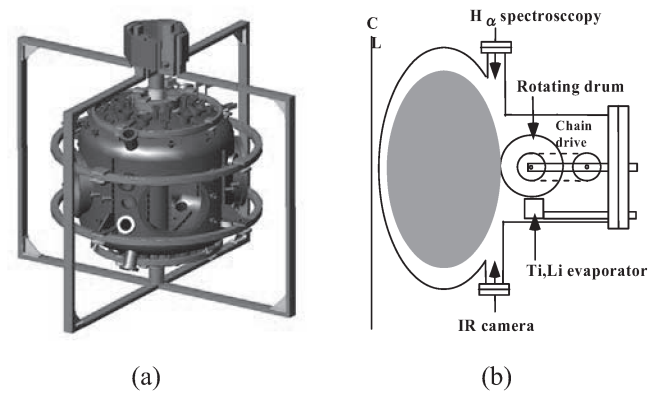 C
L
H α spectrosccopy
Rotating drum
Chain
drive
Ti,Li evaporator
IR camera
(a)
(b)